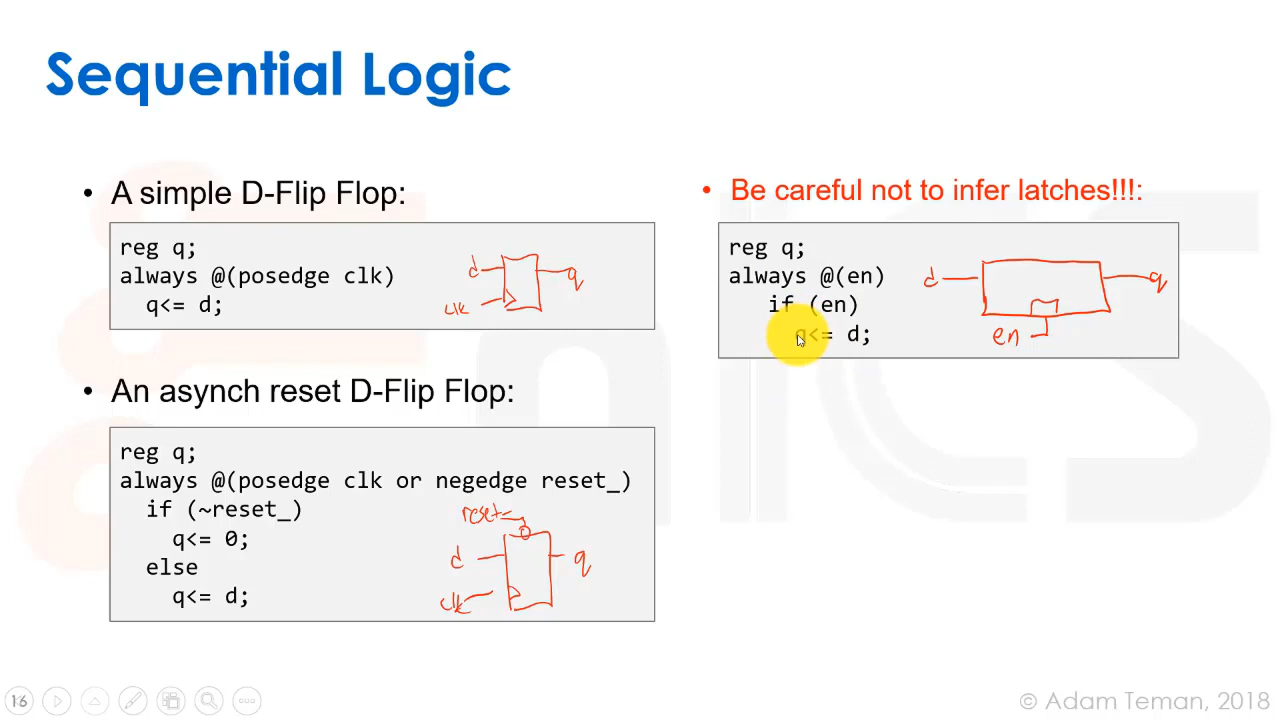 Sequential Logic
• A simple D-Flip Flop:
reg q;
always @(posedge clk)
q<= d;
d
q
clk
• An asynch reset D-Flip Flop:
reg q;
always @(posedge clk or negedge reset_)
if (~reset_)
q<= 0;
else
q<= d;
reset_
d
q
clk
• Be careful not to infer latches!!!:
reg q;
always @(en)
if (en)
q<= d;
d
q
en
16
© Adam Teman, 2018